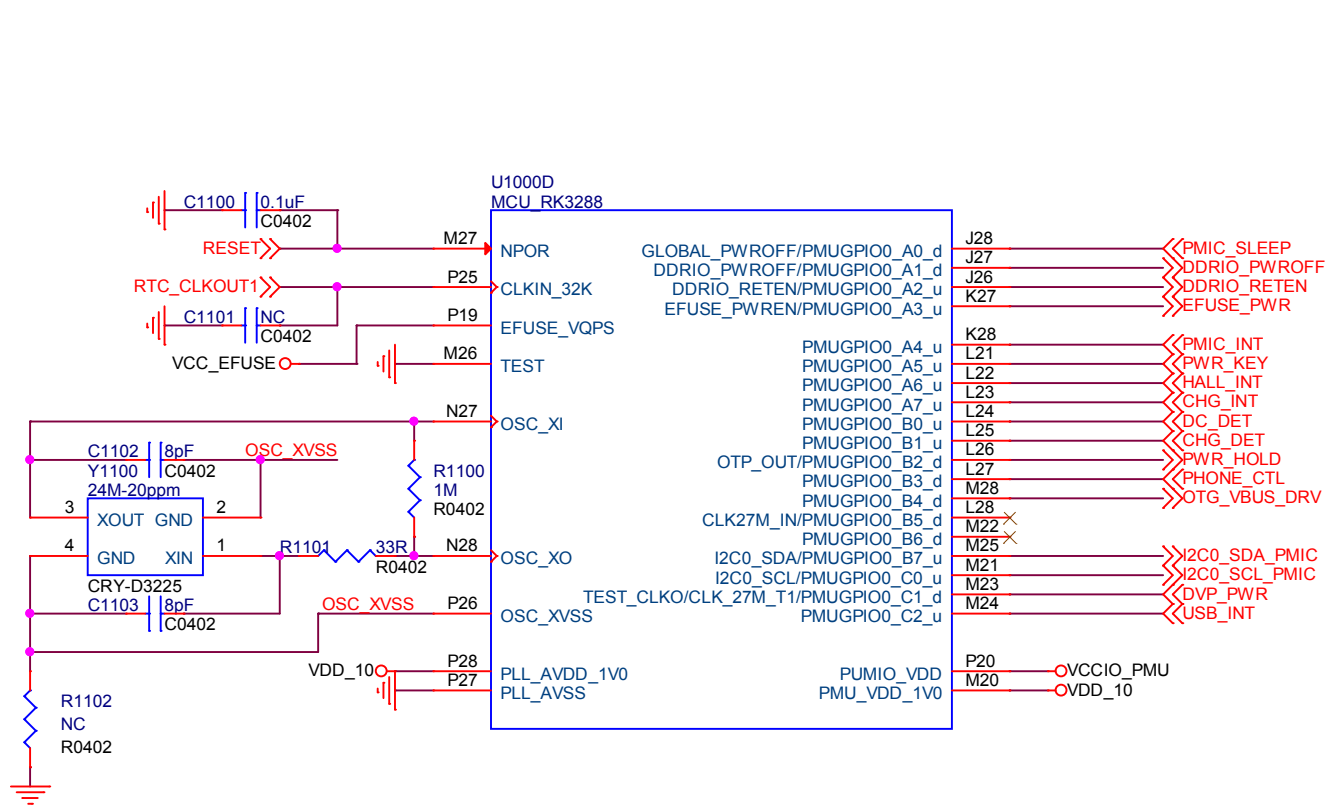 U1000D
MCU_RK3288
C1100 0.1uF
C0402
RESET M27 NPOR
RTC_CLKOUT1 P25 CLKIN_32K
C1101 NC
C0402
P19 EFUSE_VQPS
VCC_EFUSE M26 TEST
N27 OSC_XI
C1102 8pF OSC_XVSS
C0402
Y1100
24M-20ppm
3 XOUT GND 2
4 GND XIN 1
CRY-D3225
C1103 8pF
C0402
R1100
1M
R0402
R1101 33R
R0402
N28 OSC_XO
OSC_XVSS P26 OSC_XVSS
VDD_10 P28 PLL_AVDD_1V0
P27 PLL_AVSS
R1102
NC
R0402
GLOBAL_PWROFF/PMUGPIO0_A0_d J28 PMIC_SLEEP
DDRIO_PWROFF/PMUGPIO0_A1_d J27 DDRIO_PWROFF
DDRIO_RETEN/PMUGPIO0_A2_u J26 DDRIO_RETEN
EFUSE_PWREN/PMUGPIO0_A3_u K27 EFUSE_PWR
PMUGPIO0_A4_u K28 PMIC_INT
PMUGPIO0_A5_u L21 PWR_KEY
PMUGPIO0_A6_u L22 HALL_INT
PMUGPIO0_A7_u L23 CHG_INT
PMUGPIO0_B0_u L24 DC_DET
PMUGPIO0_B1_u L25 CHG_DET
OTP_OUT/PMUGPIO0_B2_d L26 PWR_HOLD
PMUGPIO0_B3_d L27 PHONE_CTL
PMUGPIO0_B4_d M28 OTG_VBUS_DRV
CLK27M_IN/PMUGPIO0_B5_d L28
PMUGPIO0_B6_d M22
I2C0_SDA/PMUGPIO0_B7_u M25 I2C0_SDA_PMIC
I2C0_SCL/PMUGPIO0_C0_u M21 I2C0_SCL_PMIC
TEST_CLKO/CLK_27M_T1/PMUGPIO0_C1_d M23 DVP_PWR
PMUGPIO0_C2_u M24 USB_INT
PUMIO_VDD P20 VCCIO_PMU
PMU_VDD_1V0 M20 VDD_10